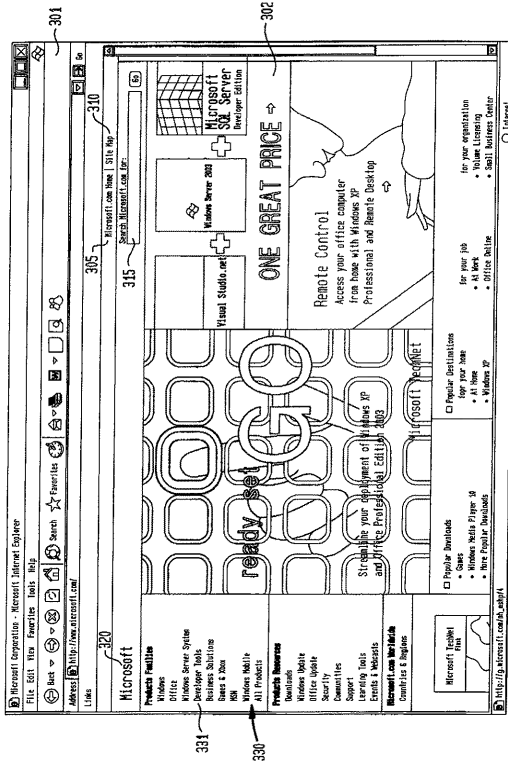 Microsoft Corporation - Microsoft Internet Explorer
File Edit View Favorites Tools Help
Back Search Favorites
Address http://www.microsoft.com/ Go
Links
301
320
305
310
Microsoft
Microsoft.com Home | Site Map
315
Search Microsoft.com for: Go
Products Families
Windows
Office
Windows Server System
Developer Tools
Business Solutions
Games & Xbox
MSN
Windows Mobile
All Products
331
330
Products Resources
Downloads
Windows Update
Office Update
Security
Communities
Support
Learning Tools
Events & Webcasts
Microsoft.com Worldwide
Countries & Regions
ready set GO
Streamline your deployment of Windows XP
and Office Professional Edition 2003
Microsoft TechNet
Visual Studio.net
Windows Server 2003
Microsoft
SQL Server
Developer Edition
ONE GREAT PRICE
302
Remote Control
Access your office computer
from home with Windows XP
Professional and Remote Desktop
Microsoft TechNet
Popular Downloads
• Games
• Windows Media Player 10
• More Popular Downloads
Popular Destinations
fopr your home
• At Home
• Windows XP
for your job
• At Work
• Office Online
for your organization
• Volume Licensing
• Small Business Center
Internet